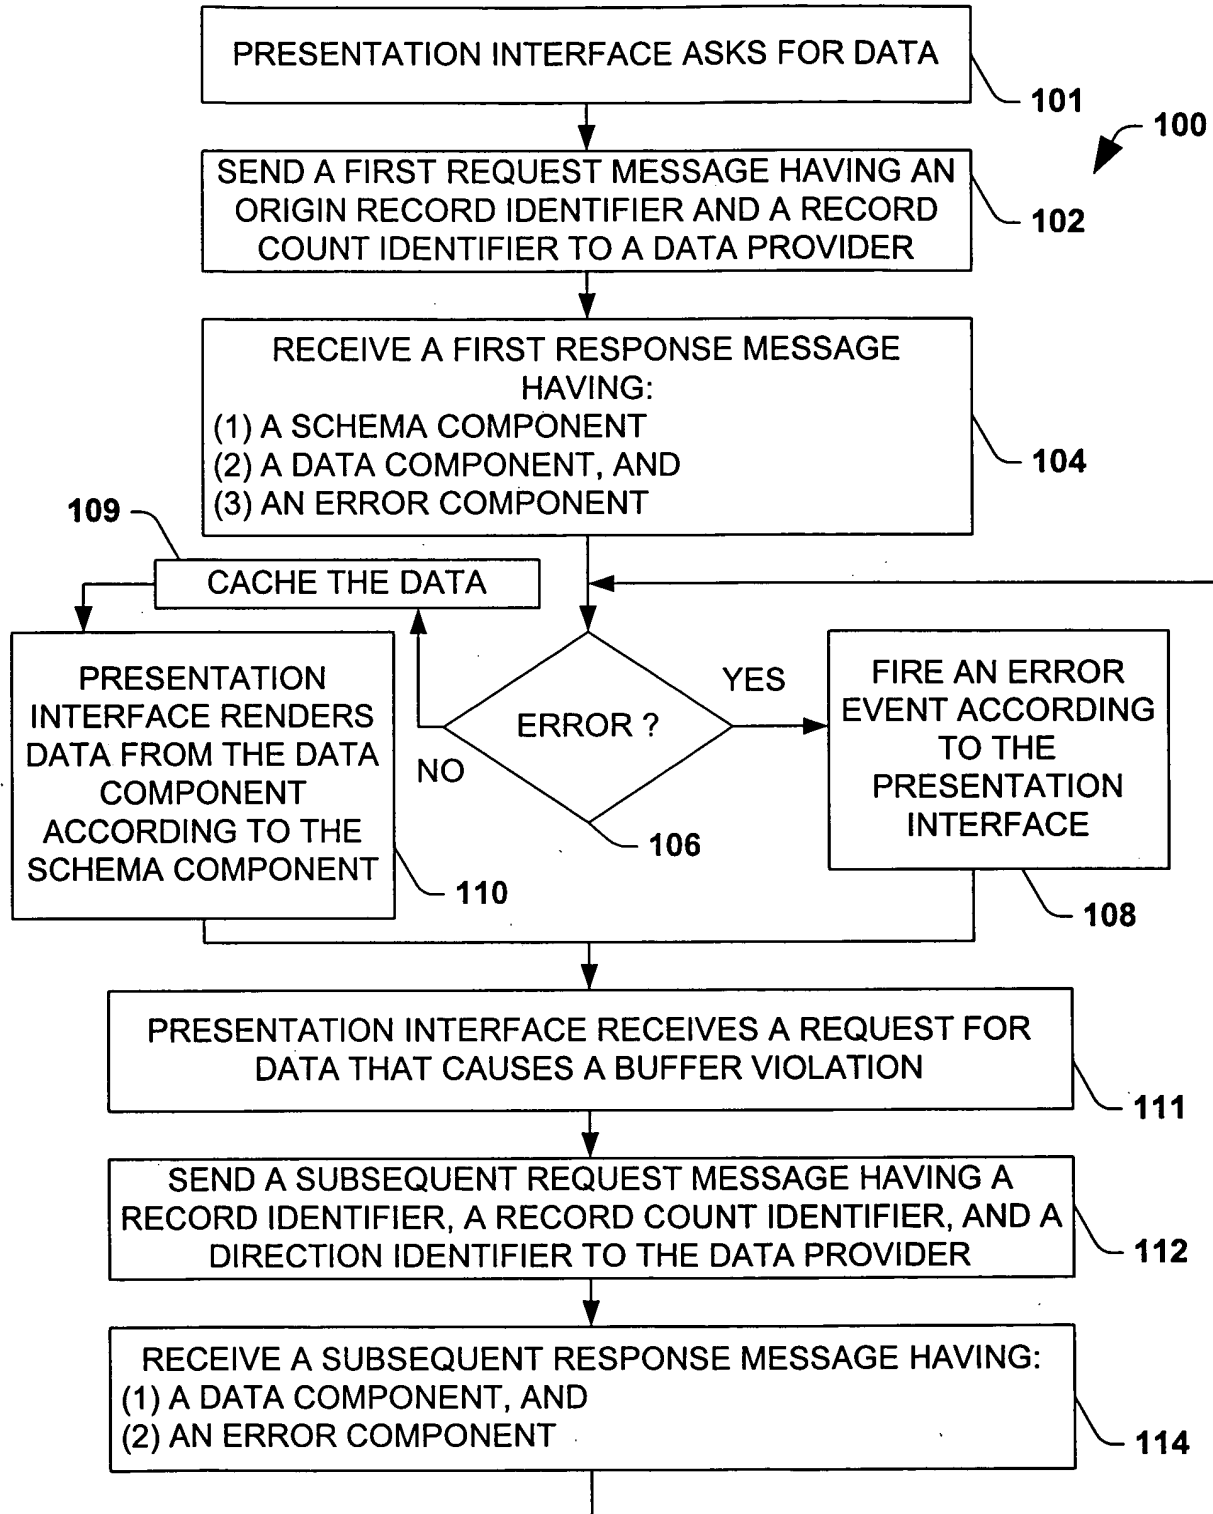 PRESENTATION INTERFACE ASKS FOR DATA
101
100
SEND A FIRST REQUEST MESSAGE HAVING AN
ORIGIN RECORD IDENTIFIER AND A RECORD
COUNT IDENTIFIER TO A DATA PROVIDER
102
RECEIVE A FIRST RESPONSE MESSAGE
HAVING:
(1) A SCHEMA COMPONENT
(2) A DATA COMPONENT, AND
(3) AN ERROR COMPONENT
104
109
CACHE THE DATA
PRESENTATION
INTERFACE RENDERS
DATA FROM THE DATA
COMPONENT
ACCORDING TO THE
SCHEMA COMPONENT
110
ERROR ?
NO
YES
106
FIRE AN ERROR
EVENT ACCORDING
TO THE
PRESENTATION
INTERFACE
108
PRESENTATION INTERFACE RECEIVES A REQUEST FOR
DATA THAT CAUSES A BUFFER VIOLATION
111
SEND A SUBSEQUENT REQUEST MESSAGE HAVING A
RECORD IDENTIFIER, A RECORD COUNT IDENTIFIER, AND A
DIRECTION IDENTIFIER TO THE DATA PROVIDER
112
RECEIVE A SUBSEQUENT RESPONSE MESSAGE HAVING:
(1) A DATA COMPONENT, AND
(2) AN ERROR COMPONENT
114